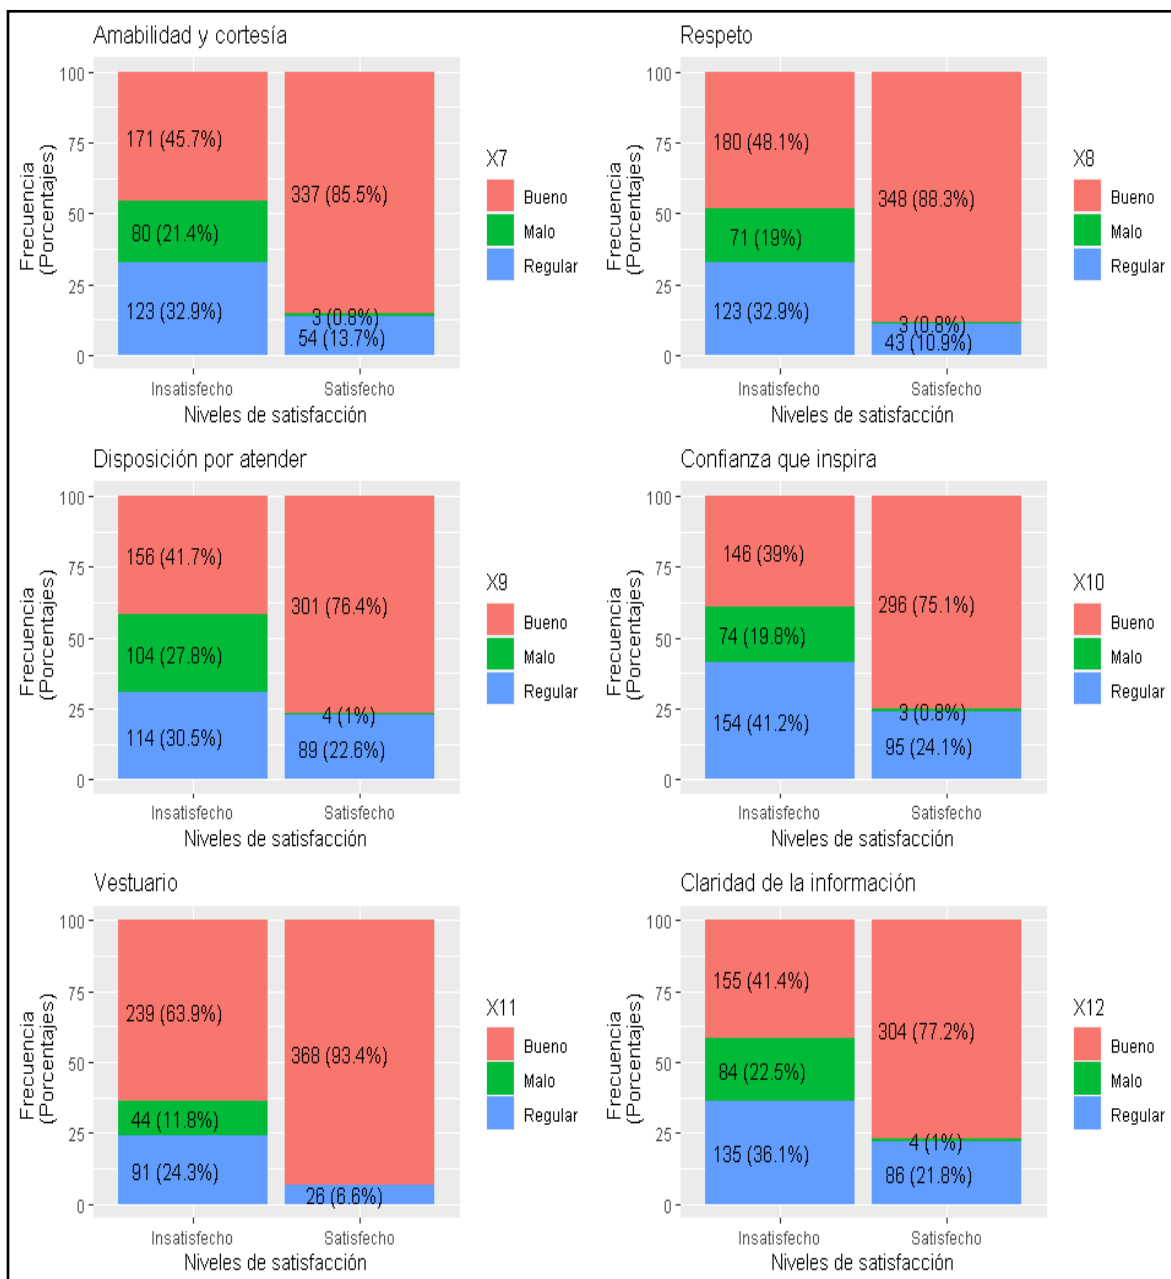 Amabilidad y cortesía
100
75
50
25
0
Frecuencia
(Porcentajes)
171 (45.7%)
80 (21.4%)
123 (32.9%)
337 (85.5%)
3 (0.8%)
54 (13.7%)
Insatisfecho
Satisfecho
Niveles de satisfacción
X7
Bueno
Malo
Regular
Respeto
100
75
50
25
0
Frecuencia
(Porcentajes)
180 (48.1%)
71 (19%)
123 (32.9%)
348 (88.3%)
3 (0.8%)
43 (10.9%)
Insatisfecho
Satisfecho
Niveles de satisfacción
X8
Bueno
Malo
Regular
Disposición por atender
100
75
50
25
0
Frecuencia
(Porcentajes)
156 (41.7%)
104 (27.8%)
114 (30.5%)
301 (76.4%)
4 (1%)
89 (22.6%)
Insatisfecho
Satisfecho
Niveles de satisfacción
X9
Bueno
Malo
Regular
Confianza que inspira
100
75
50
25
0
Frecuencia
(Porcentajes)
146 (39%)
74 (19.8%)
154 (41.2%)
296 (75.1%)
3 (0.8%)
95 (24.1%)
Insatisfecho
Satisfecho
Niveles de satisfacción
X10
Bueno
Malo
Regular
Vestuario
100
75
50
25
0
Frecuencia
(Porcentajes)
239 (63.9%)
44 (11.8%)
91 (24.3%)
368 (93.4%)
26 (6.6%)
Insatisfecho
Satisfecho
Niveles de satisfacción
X11
Bueno
Malo
Regular
Claridad de la información
100
75
50
25
0
Frecuencia
(Porcentajes)
155 (41.4%)
84 (22.5%)
135 (36.1%)
304 (77.2%)
4 (1%)
86 (21.8%)
Insatisfecho
Satisfecho
Niveles de satisfacción
X12
Bueno
Malo
Regular